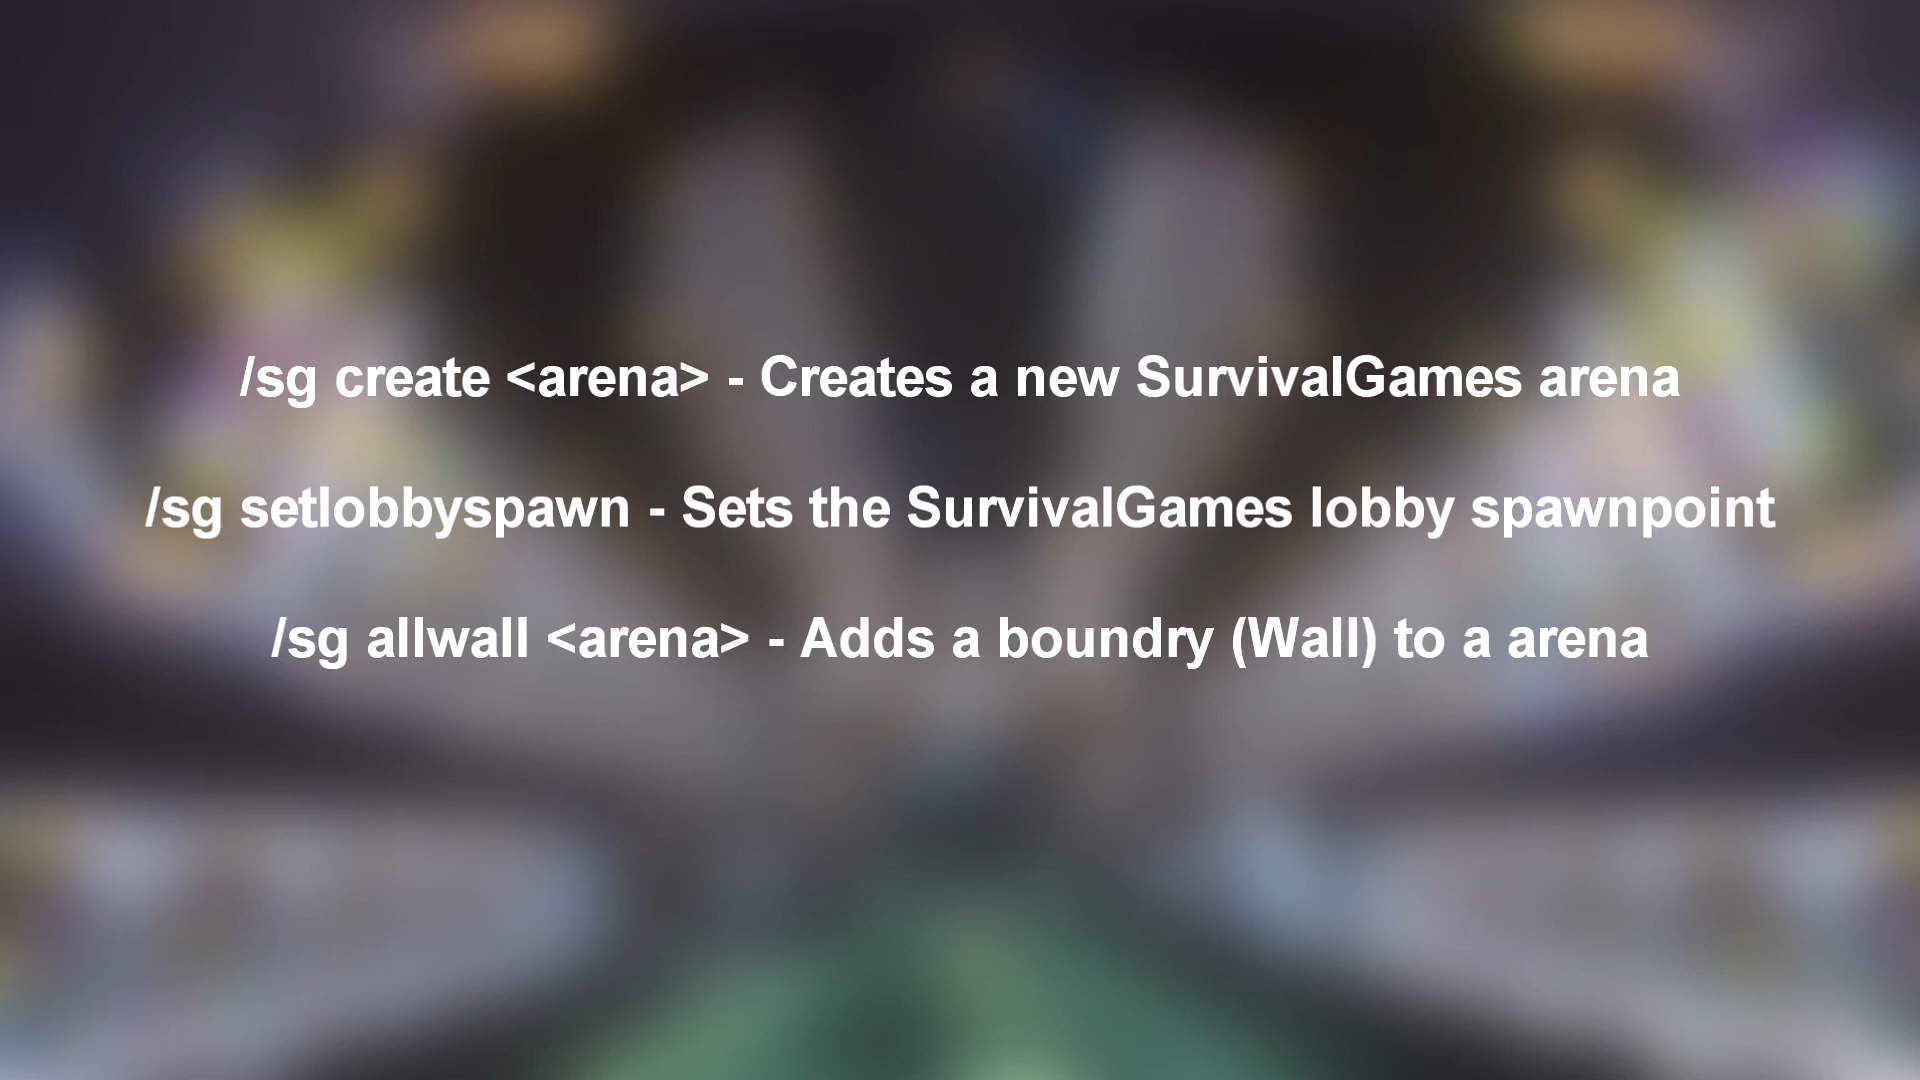 /sg create <arena> - Creates a new SurvivalGames arena
/sg setlobbyspawn - Sets the SurvivalGames lobby spawnpoint
/sg allwall <arena> - Adds a boundry (Wall) to a arena